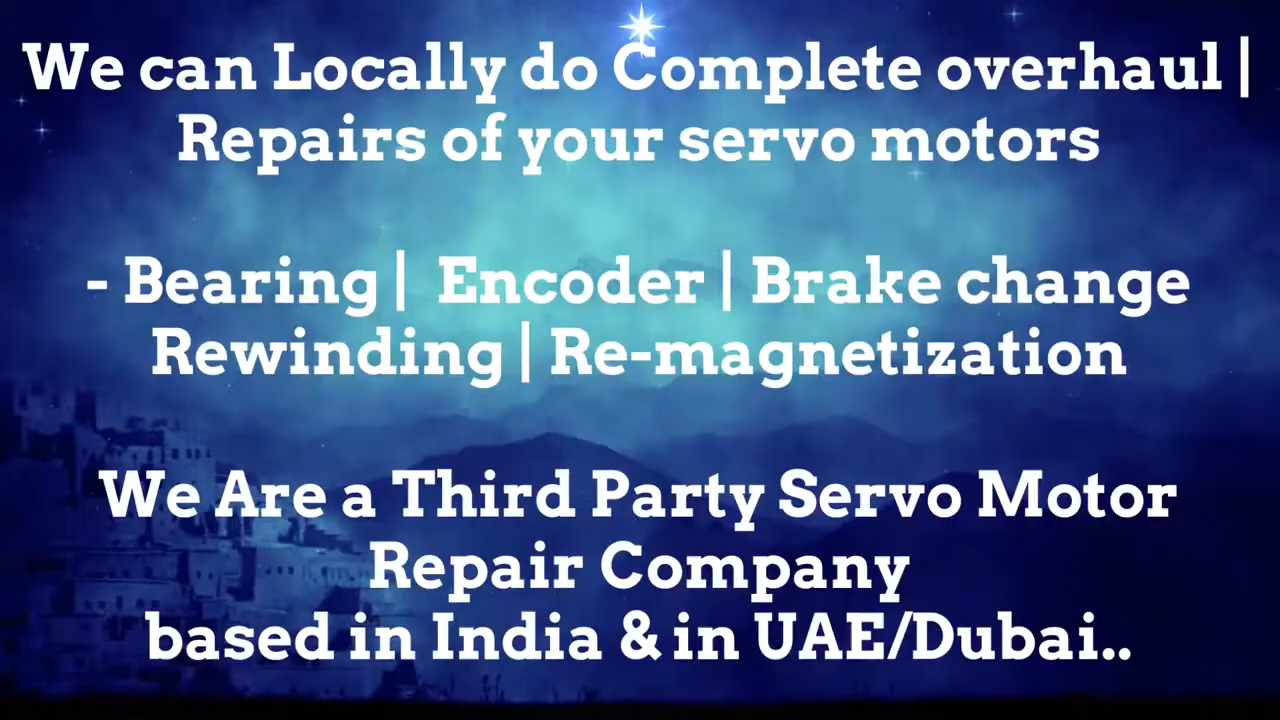 We can Locally do Complete overhaul |
Repairs of your servo motors
- Bearing | Encoder | Brake change
Rewinding | Re-magnetization
We Are a Third Party Servo Motor
Repair Company
based in India & in UAE/Dubai..